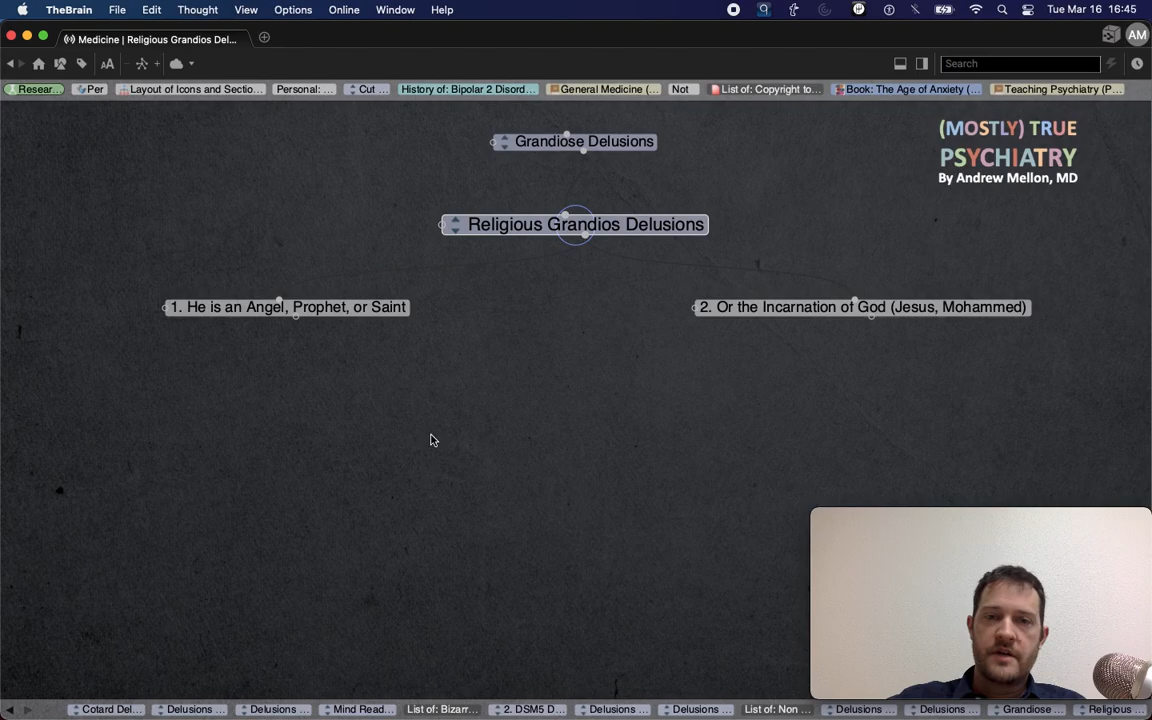 TheBrain File Edit Thought View Options Online Window Help Tue Mar 16 16:45
Medicine | Religious Grandios Del... AM
AA Search
Resear... Per Layout of Icons and Sectio... Personal: ... Cut ... History of: Bipolar 2 Disord... General Medicine (... Not List of: Copyright to... Book: The Age of Anxiety (... Teaching Psychiatry (P...
(MOSTLY) TRUE
PSYCHIATRY
By Andrew Mellon, MD
Grandiose Delusions
Religious Grandios Delusions
1. He is an Angel, Prophet, or Saint
2. Or the Incarnation of God (Jesus, Mohammed)
Cotard Del... Delusions ... Delusions ... Mind Read... List of: Bizarr... 2. DSM5 D... Delusions ... Delusions ... List of: Non ... Delusions ... Delusions ... Grandiose ... Religious ...